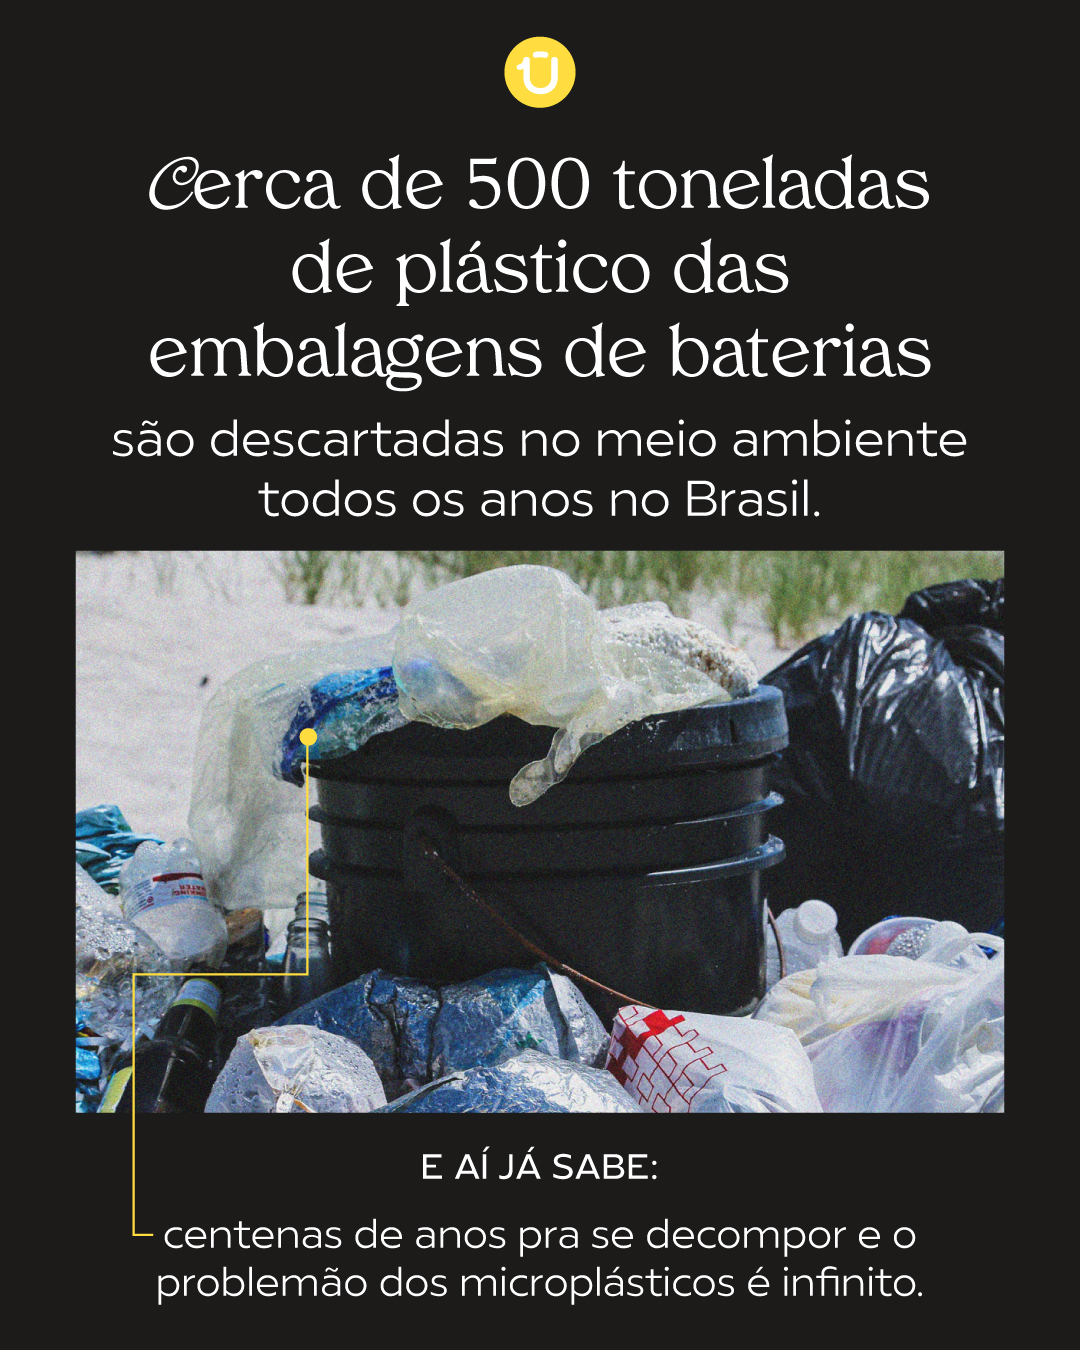 Cerca de 500 toneladas
de plástico das
embalagens de baterias
são descartadas no meio ambiente
todos os anos no Brasil.
E AÍ JÁ SABE:
centenas de anos pra se decompor e o
problemão dos microplásticos é infinito.